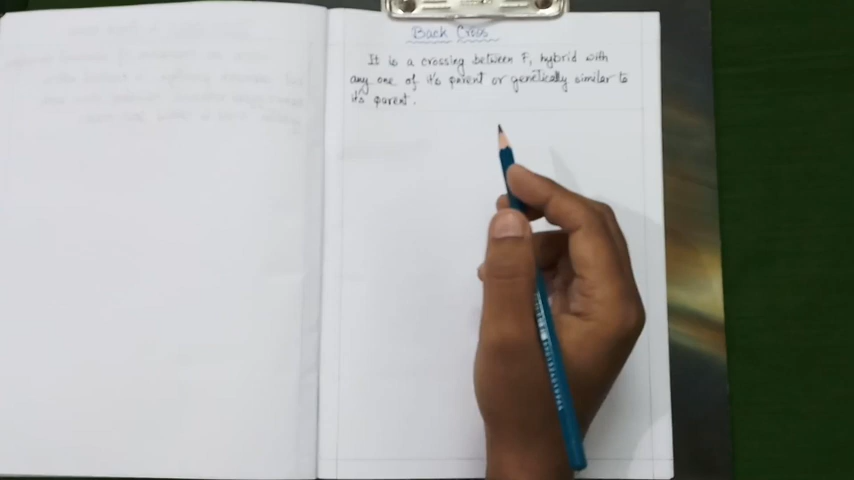 Back Cross
It is a crossing between F₁ hybrid with
any one of it's parent or genetically similar to
it's parent.